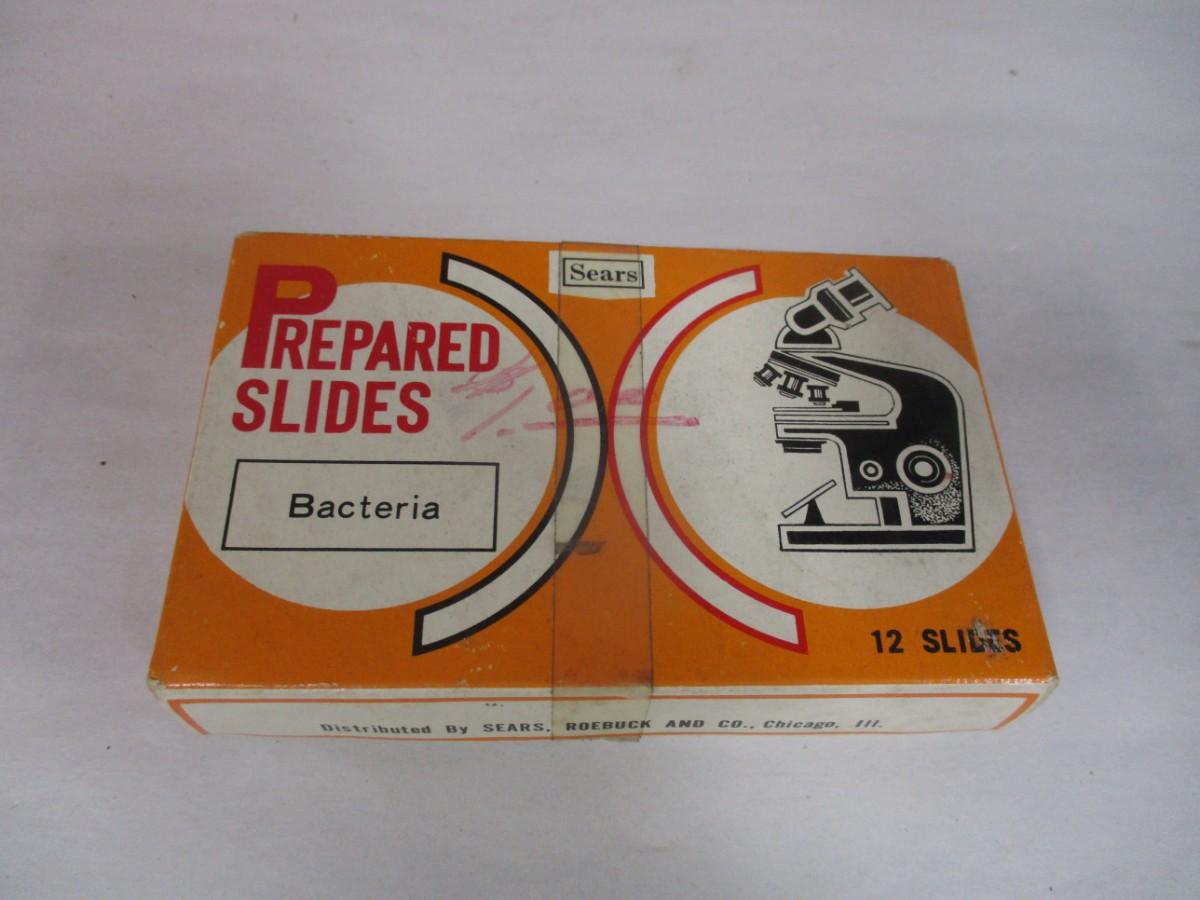 Sears
PREPARED
SLIDES
Bacteria
12 SLIDES
Distributed By SEARS, ROEBUCK AND CO., Chicago, Ill.